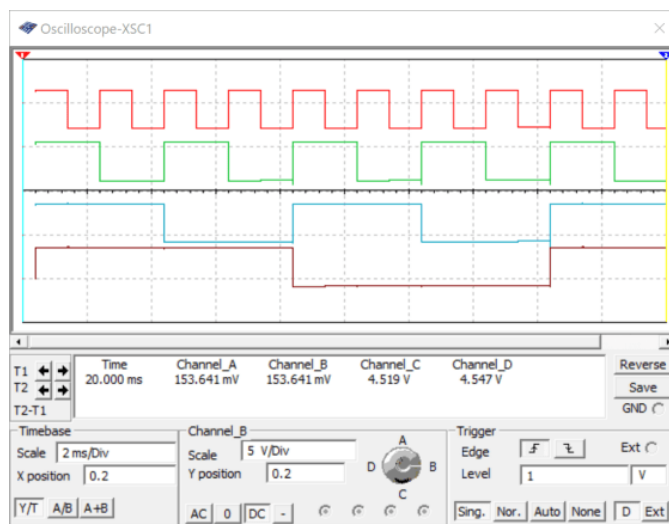 Oscilloscope-XSC1
1
T1
T2
T2-T1
Time Channel_A Channel_B Channel_C Channel_D
20.000 ms 153.641 mV 153.641 mV 4.519 V 4.547 V
Reverse
Save
GND
Timebase
Scale 2 ms/Div
X position 0.2
Y/T A/B A+B
Channel_B
Scale 5 V/Div
Y position 0.2
AC 0 DC -
A
D B
C
Trigger
Edge Ext
Level 1 V
Sing. Nor. Auto None D Ext